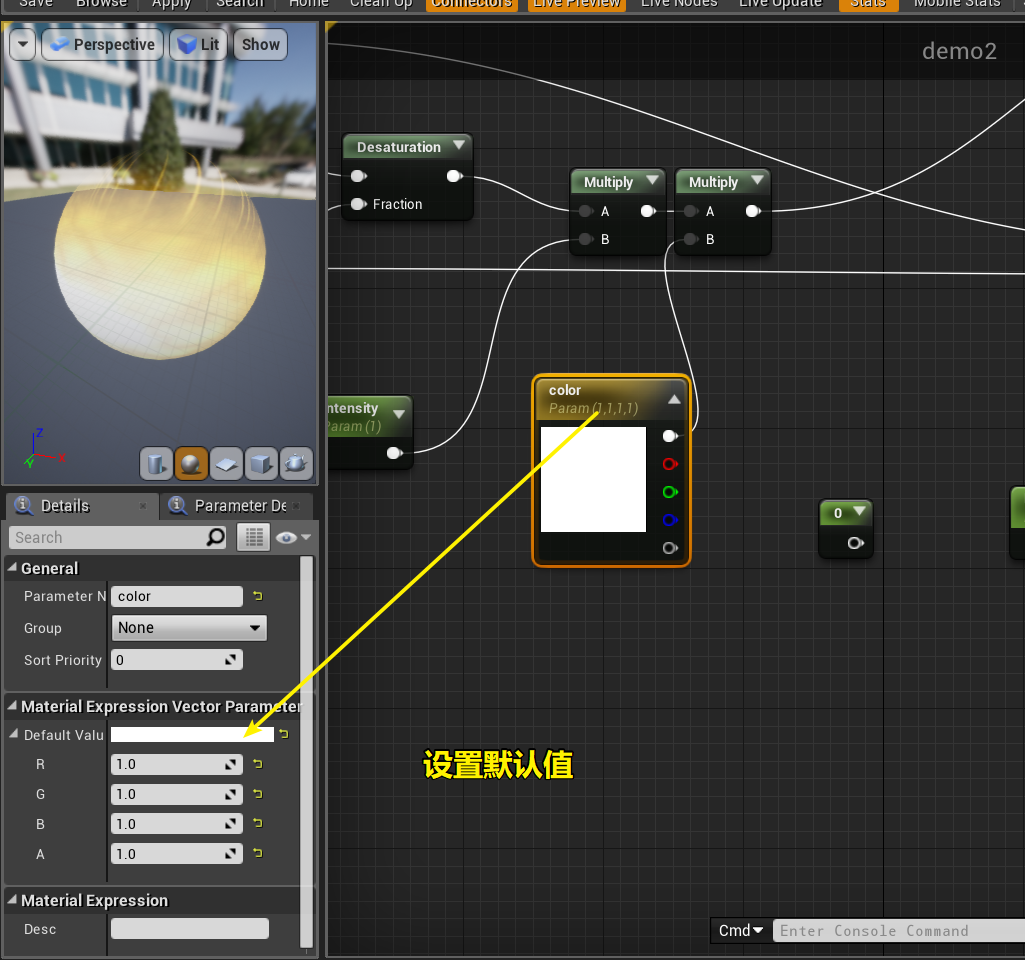 Save Browse Apply Search Home Clean Up Connectors Live Preview Live Nodes Live Update Stats Mobile Stats
Perspective Lit Show
demo2
Desaturation
Fraction
Multiply
A
B
Multiply
A
B
ntensity
Param (1)
color
Param (1,1,1,1)
0
Z
X
Y
Details
Parameter De
Search
General
Parameter N color
Group None
Sort Priority 0
Material Expression Vector Parameter
Default Valu
R 1.0
G 1.0
B 1.0
A 1.0
设置默认值
Material Expression
Desc
Cmd Enter Console Command